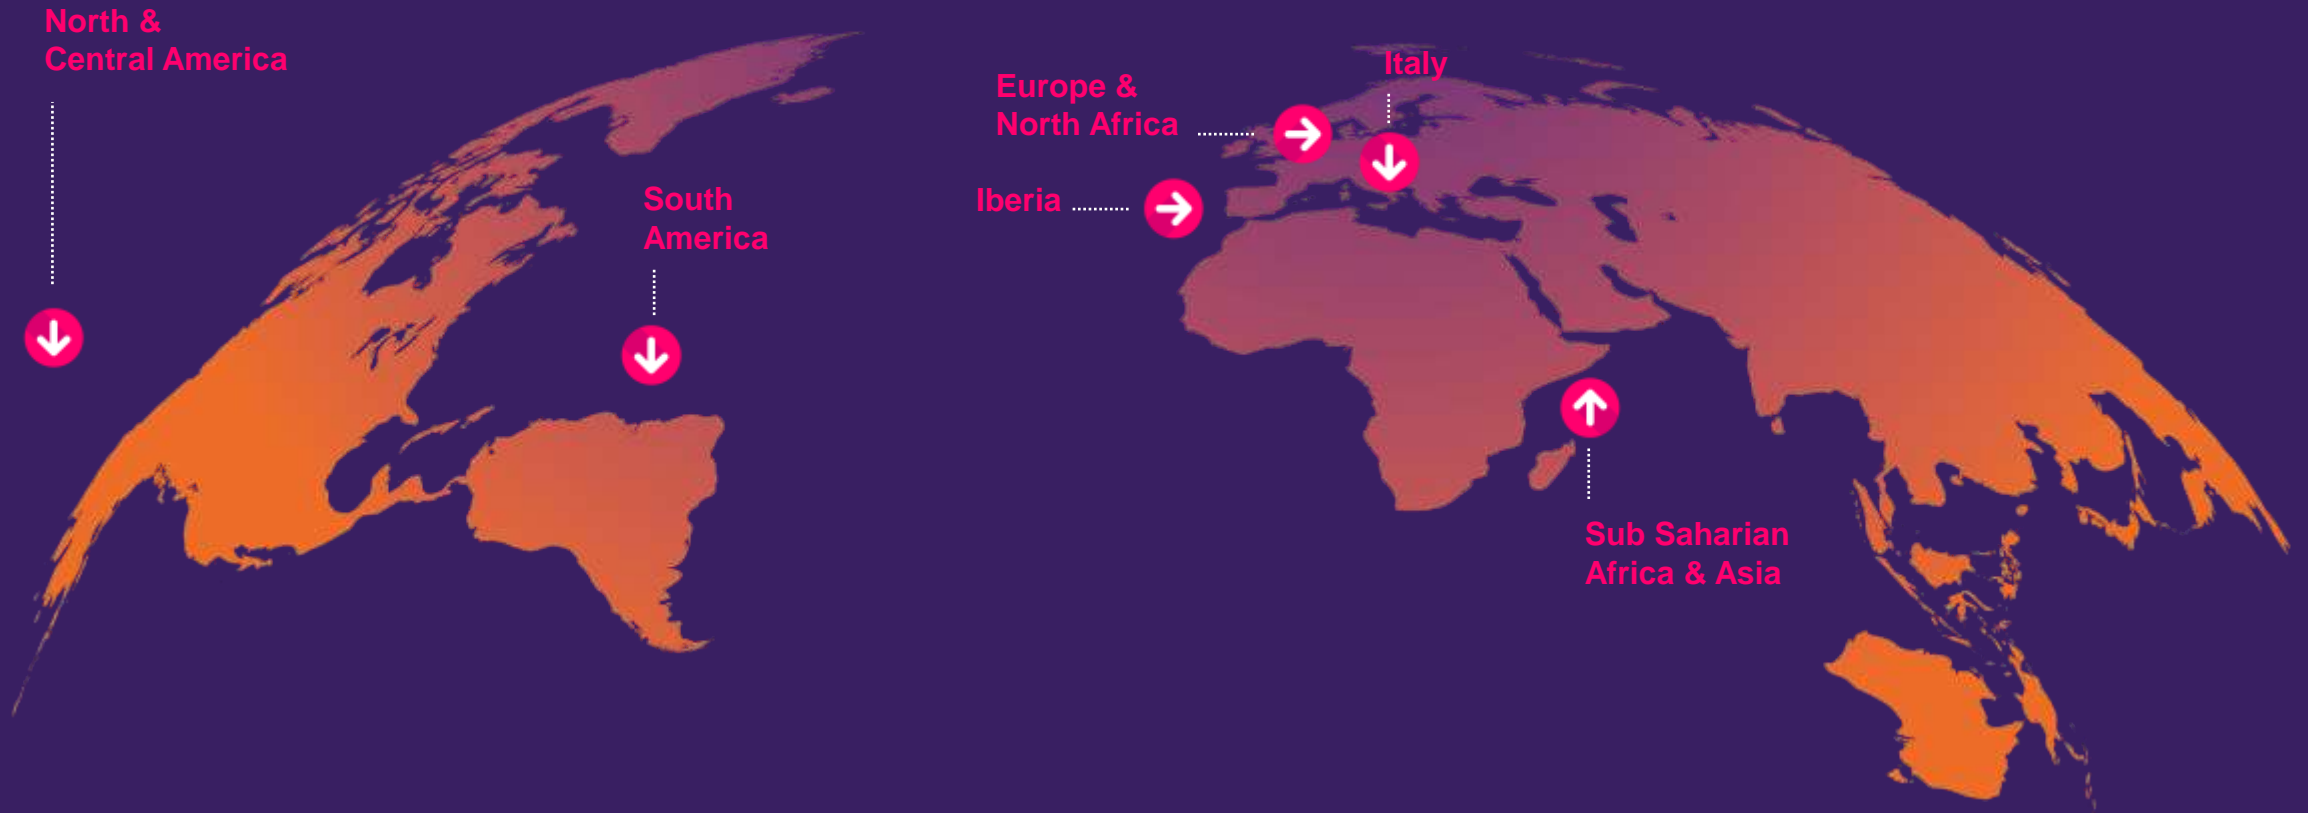 North &
Central America
South
America
Europe &
North Africa
Italy
Iberia
Sub Saharian
Africa & Asia